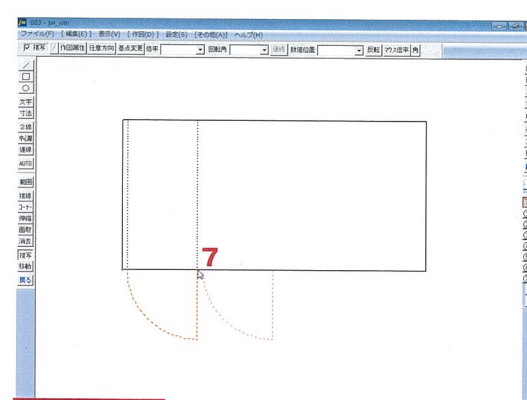 003 - jw_win
ファイル(F) [編集(E)] 表示(V) [作図(D)] 設定(S) [その他(A)] ヘルプ(H)
複写 / 作図属性 任意方向 基点変更 倍率 回転角 連続 数値位置 反転 マウス倍率 角
文字
寸法
2線
中心線
連線
AUTO
範囲
複線
コーナー
伸縮
面取
消去
複写
移動
戻る
7